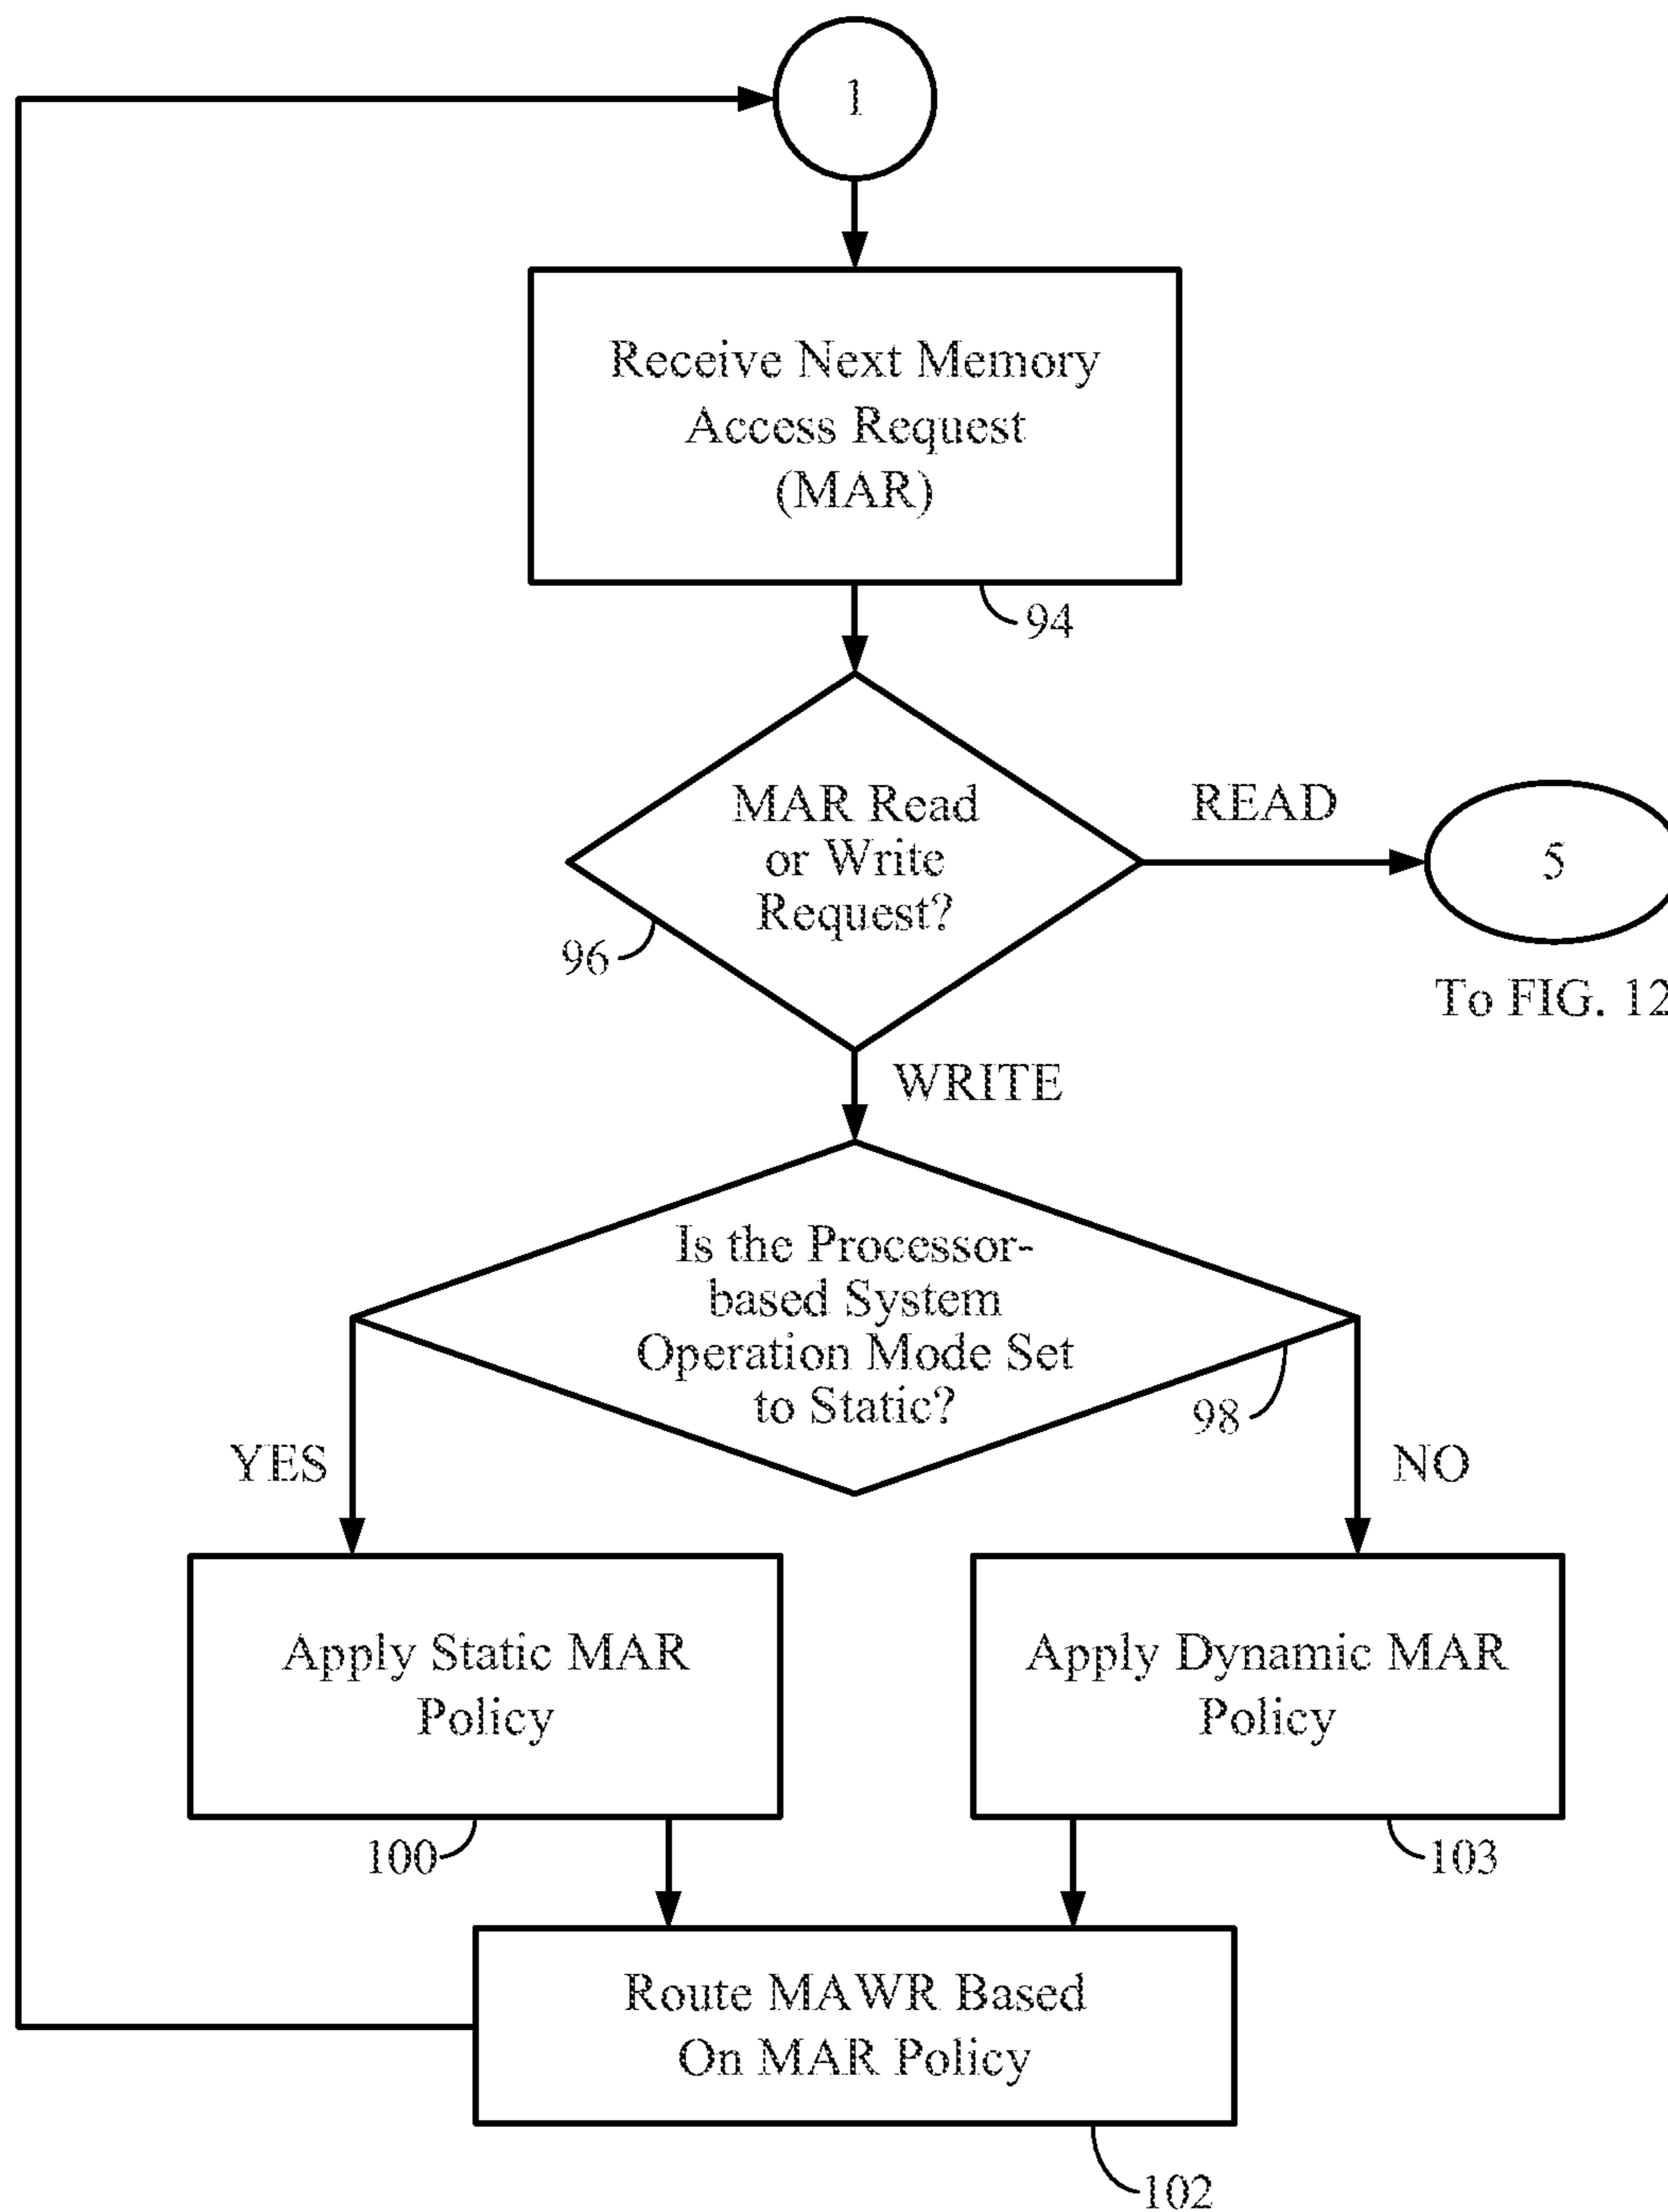 1
Receive Next Memory
Access Request
(MAR)
94
MAR Read
or Write
Request?
READ
5
96
To FIG. 12
WRITE
Is the Processor-
based System
Operation Mode Set
to Static?
98
YES
NO
Apply Static MAR
Policy
Apply Dynamic MAR
Policy
100
103
Route MAWR Based
On MAR Policy
102